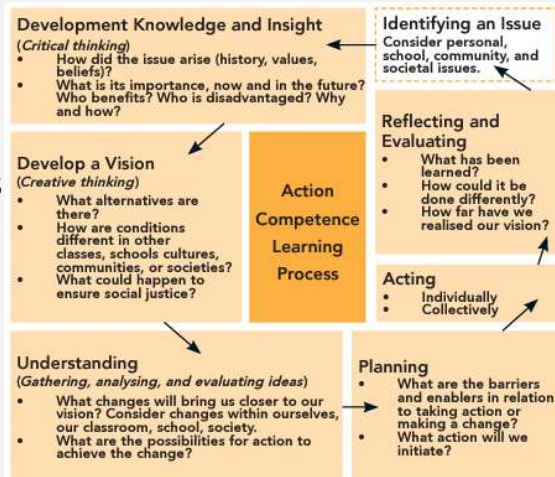 Development Knowledge and Insight
(Critical thinking)
• How did the issue arise (history, values,
beliefs)?
• What is its importance, now and in the future?
Who benefits? Who is disadvantaged? Why
and how?
Identifying an Issue
Consider personal,
school, community, and
societal issues.
Develop a Vision
(Creative thinking)
• What alternatives are
there?
• How are conditions
different in other
classes, schools cultures,
communities, or societies?
• What could happen to
ensure social justice?
Action
Competence
Learning
Process
Reflecting and
Evaluating
• What has been
learned?
• How could it be
done differently?
• How far have we
realised our vision?
Acting
• Individually
• Collectively
Understanding
(Gathering, analysing, and evaluating ideas)
• What changes will bring us closer to our
vision? Consider changes within ourselves,
our classroom, school, society.
• What are the possibilities for action to
achieve the change?
Planning
• What are the barriers
and enablers in relation
to taking action or
making a change?
• What action will we
initiate?